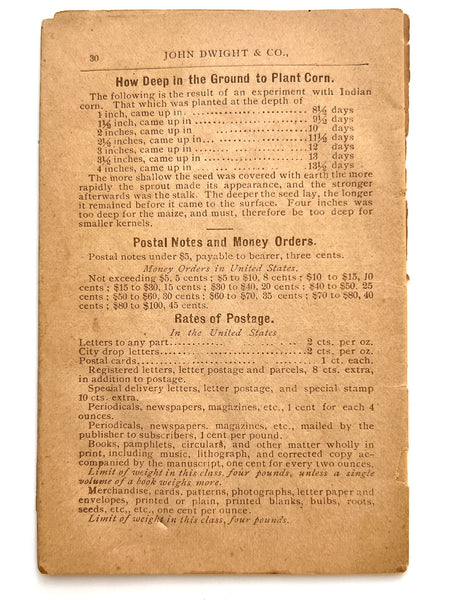 30 JOHN DWIGHT & CO.,
How Deep in the Ground to Plant Corn.
The following is the result of an experiment with Indian
corn. That which was planted at the depth of
1 inch, came up in .................. 8½ days
1½ inch, came up in .................. 9½ days
2 inches, came up in .................. 10 days
2½ inches, came up in .................. 11½ days
3 inches, came up in .................. 12 days
3½ inches, came up in .................. 13 days
4 inches, came up in .................. 13½ days
The more shallow the seed was covered with earth the more
rapidly the sprout made its appearance, and the stronger
afterwards was the stalk. The deeper the seed lay, the longer
it remained before it came to the surface. Four inches was
too deep for the maize, and must, therefore be too deep for
smaller kernels.
Postal Notes and Money Orders.
Postal notes under $5, payable to bearer, three cents.
Money Orders in United States.
Not exceeding $5, 5 cents; $5 to $10, 8 cents; $10 to $15, 10
cents; $15 to $30, 15 cents; $30 to $40, 20 cents; $40 to $50. 25
cents; $50 to $60, 30 cents; $60 to $70, 35 cents; $70 to $80, 40
cents; $80 to $100, 45 cents.
Rates of Postage.
In the United States
Letters to any part .................. 2 cts. per oz.
City drop letters .................. 2 cts. per oz.
Postal cards .................. 1 ct. each.
Registered letters, letter postage and parcels, 8 cts. extra,
in addition to postage.
Special delivery letters, letter postage, and special stamp
10 cts. extra.
Periodicals, newspapers, magazines, etc., 1 cent for each 4
ounces.
Periodicals, newspapers. magazines, etc., mailed by the
publisher to subscribers, 1 cent per pound.
Books, pamphlets, circulars, and other matter wholly in
print, including music, lithograph, and corrected copy ac-
companied by the manuscript, one cent for every two ounces.
Limit of weight in this class. four pounds, unless a single
volume of a book weighs more.
Merchandise, cards, patterns, photographs, letter paper and
envelopes, printed or plain, printed blanks, bulbs, roots,
seeds, etc., etc., one cent per ounce.
Limit of weight in this class, four pounds.